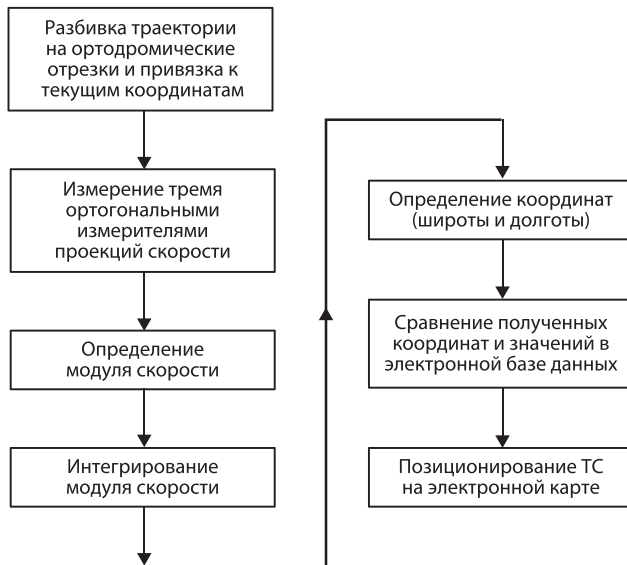 Разбивка траектории
на ортодромические
отрезки и привязка к
текущим координатам
Измерение тремя
ортогональными
измерителями
проекций скорости
Определение
модуля скорости
Интегрирование
модуля скорости
Определение координат
(широты и долготы)
Сравнение полученных
координат и значений в
электронной базе данных
Позиционирование ТС
на электронной карте